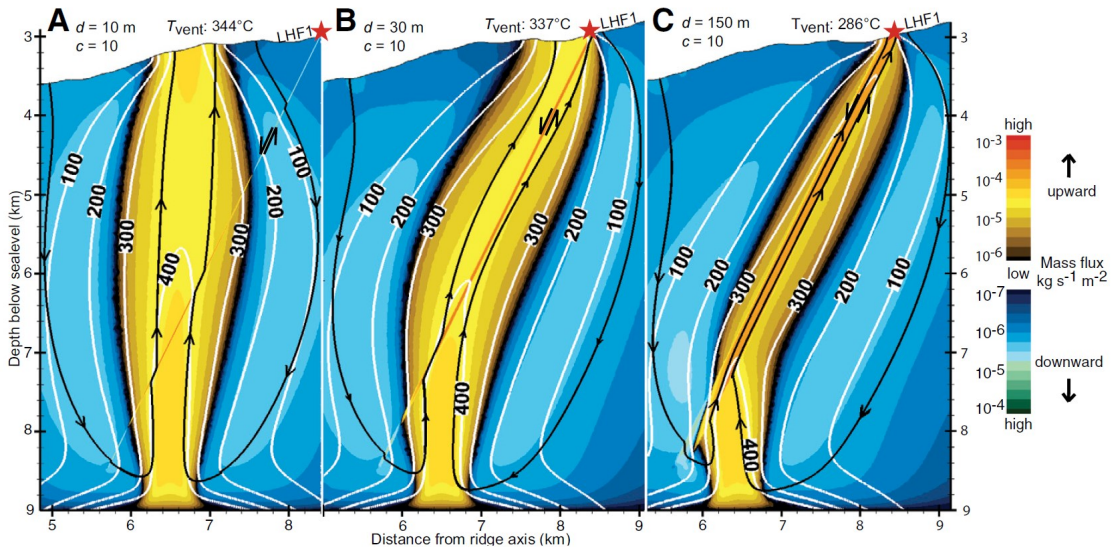 A
d = 10 m
c = 10
Tvent: 344°C
LHF1
B
d = 30 m
c = 10
Tvent: 337°C
LHF1
C
d = 150 m
c = 10
Tvent: 286°C
LHF1
3
4
5
6
7
8
9
Depth below sealevel (km)
100
200
300
400
300
200
100
100
200
300
400
300
200
100
100
200
300
400
300
200
100
3
4
5
6
7
8
9
5 6 7 8
6 7 8 9
6 7 8 9
Distance from ridge axis (km)
high
10-3
10-4
10-5
10-6
upward
low
Mass flux
kg s-1 m-2
10-7
10-6
10-5
10-4
downward
high